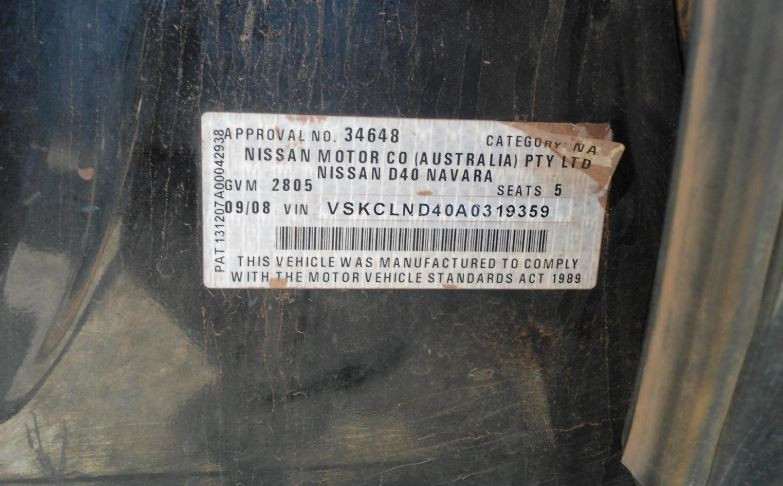 APPROVAL NO. 34648 CATEGORY NA
NISSAN MOTOR CO (AUSTRALIA) PTY LTD
NISSAN D40 NAVARA
GVM 2805 SEATS 5
09/08 VIN VSKCLND40A0319359
THIS VEHICLE WAS MANUFACTURED TO COMPLY
WITH THE MOTOR VEHICLE STANDARDS ACT 1989
PAT 131207A00042938